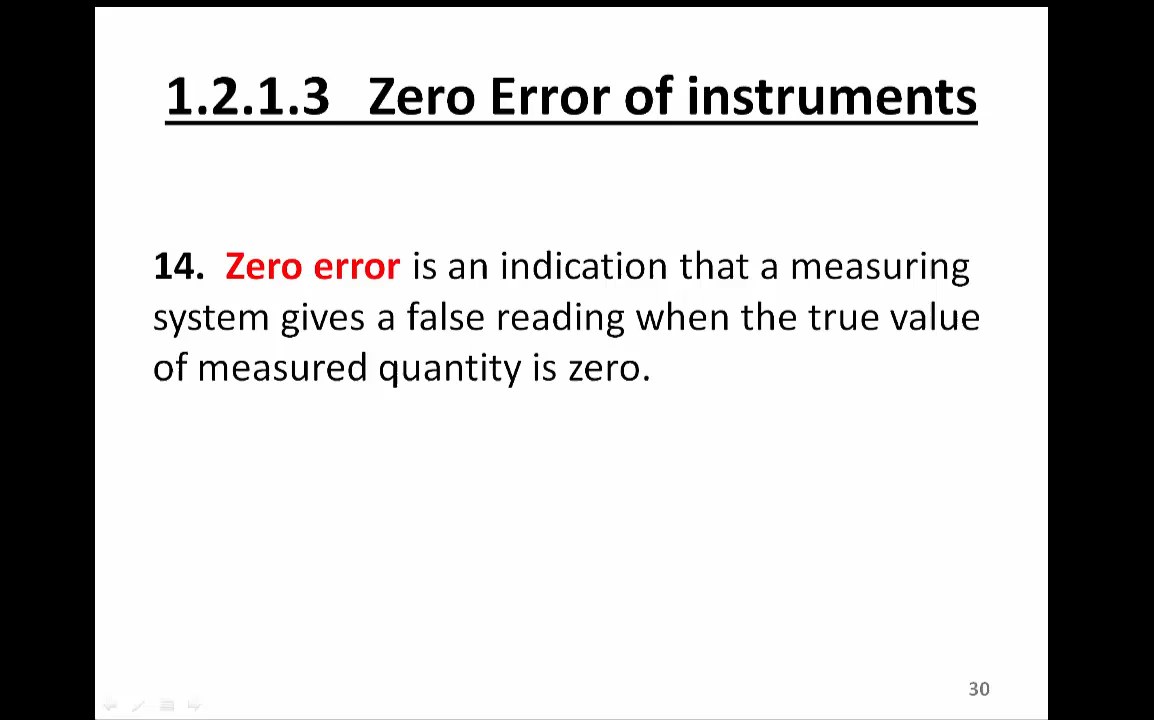 1.2.1.3 Zero Error of instruments
14. Zero error is an indication that a measuring
system gives a false reading when the true value
of measured quantity is zero.
30